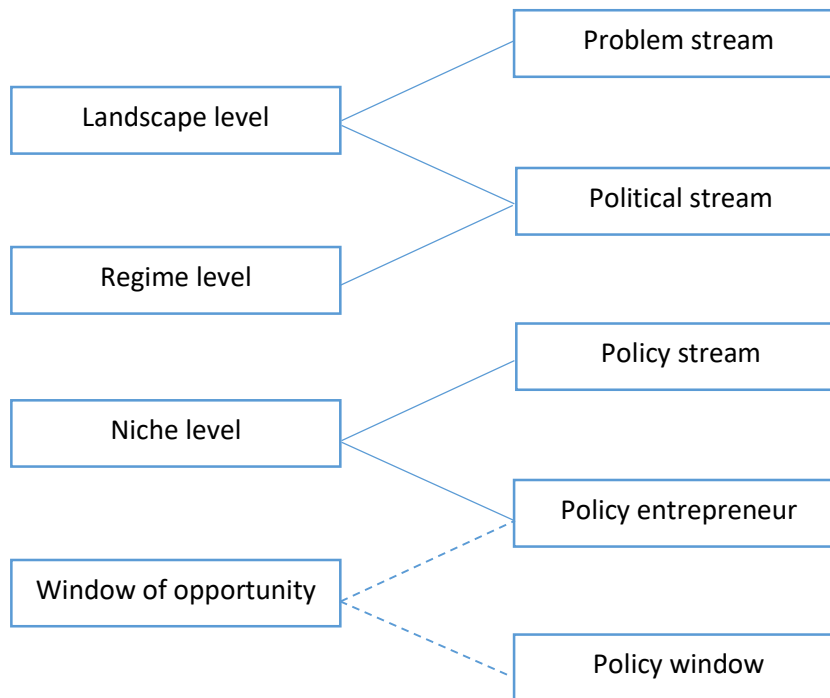 Problem stream
Landscape level
Political stream
Regime level
Policy stream
Niche level
Policy entrepreneur
Window of opportunity
Policy window